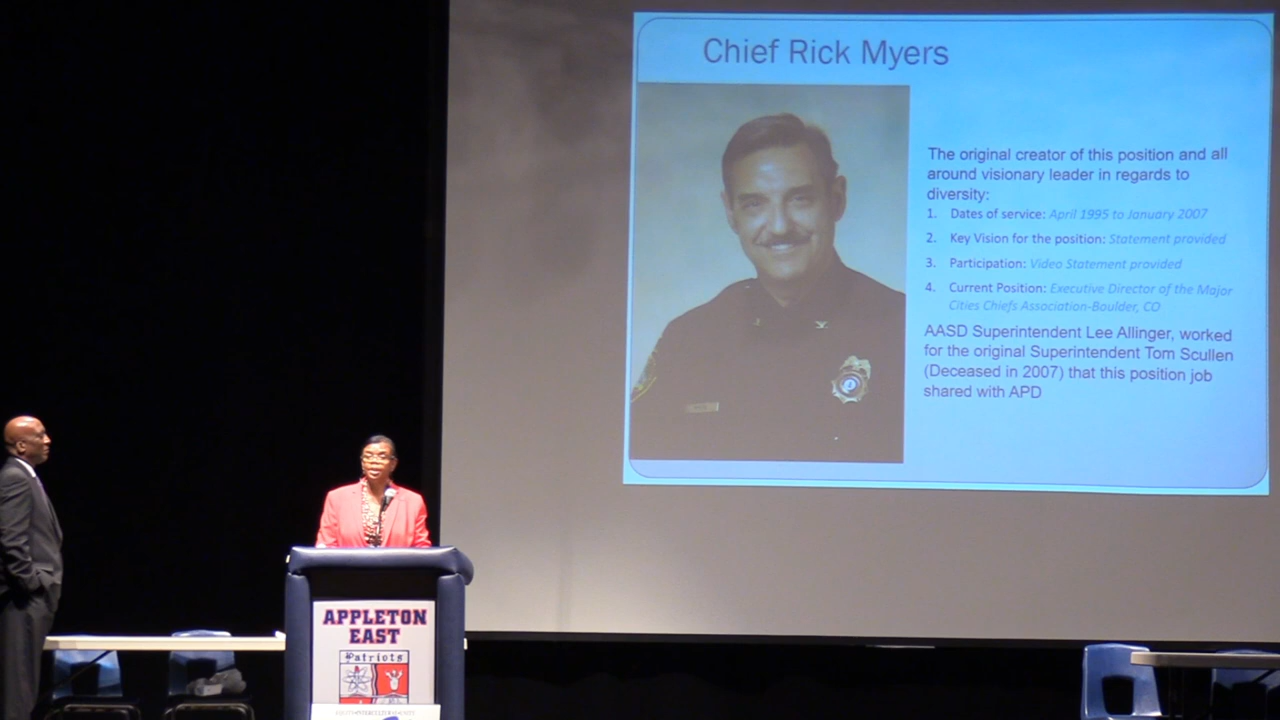 Chief Rick Myers
The original creator of this position and all
around visionary leader in regards to
diversity:
1. Dates of service: April 1995 to January 2007
2. Key Vision for the position: Statement provided
3. Participation: Video Statement provided
4. Current Position: Executive Director of the Major
Cities Chiefs Association-Boulder, CO
AASD Superintendent Lee Allinger, worked
for the original Superintendent Tom Scullen
(Deceased in 2007) that this position job
shared with APD
APPLETON
EAST
Patriots